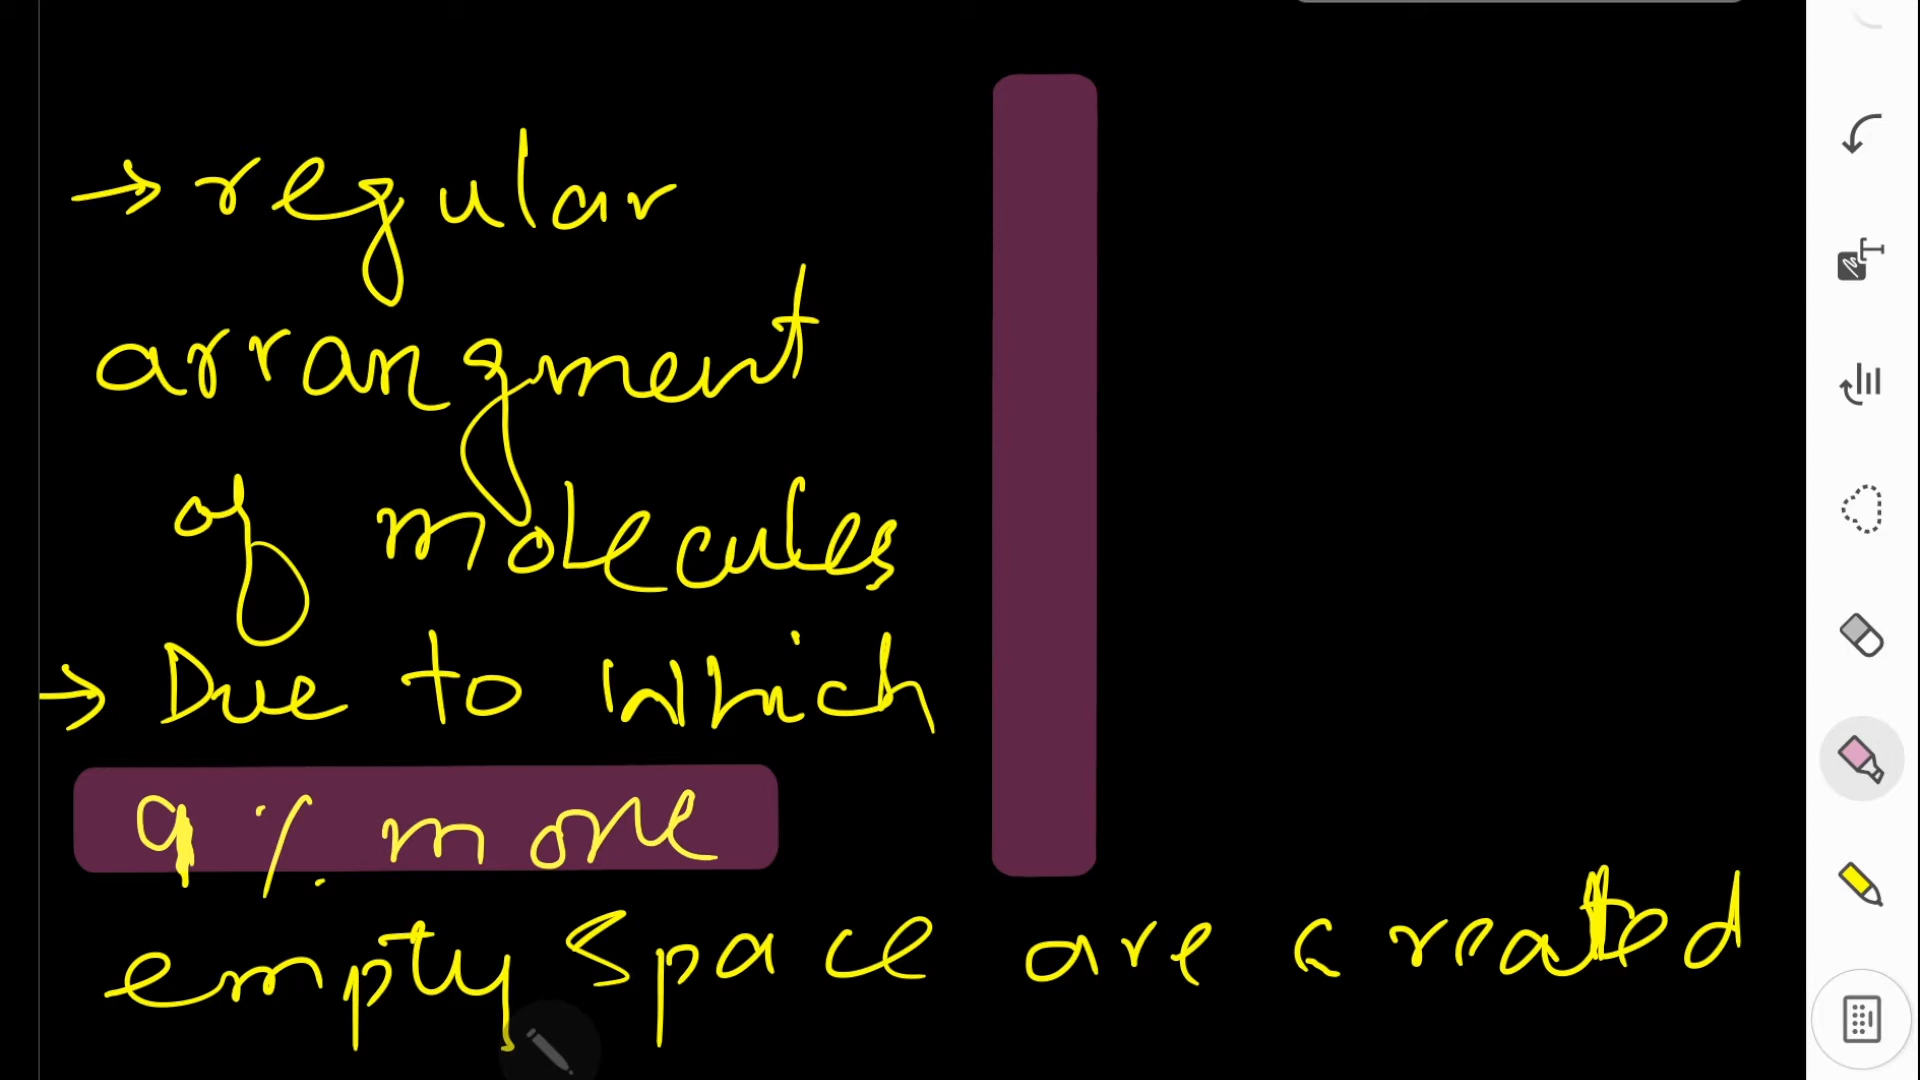 → regular
arrangment
of molecules
→ Due to which
9% more
empty space are created